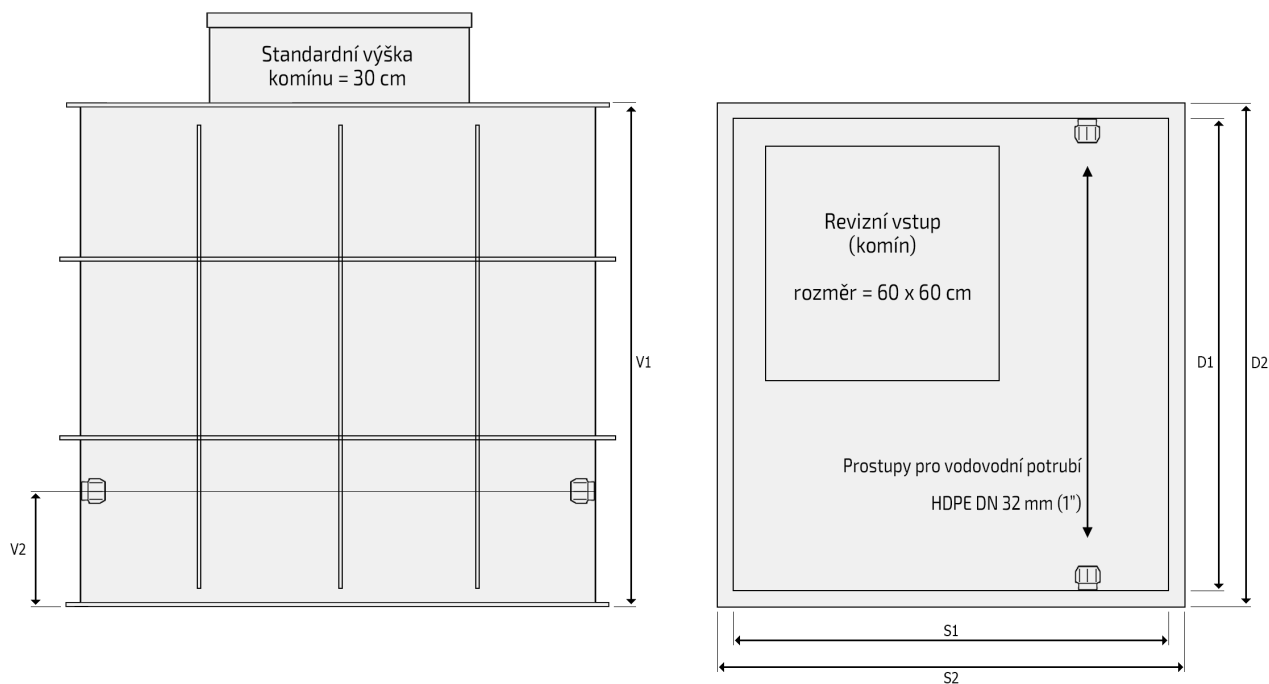 Standardní výška
komínu = 30 cm
V1
V2
Revizní vstup
(komín)
rozměr = 60 x 60 cm
Prostupy pro vodovodní potrubí
HDPE DN 32 mm (1")
D1
D2
S1
S2